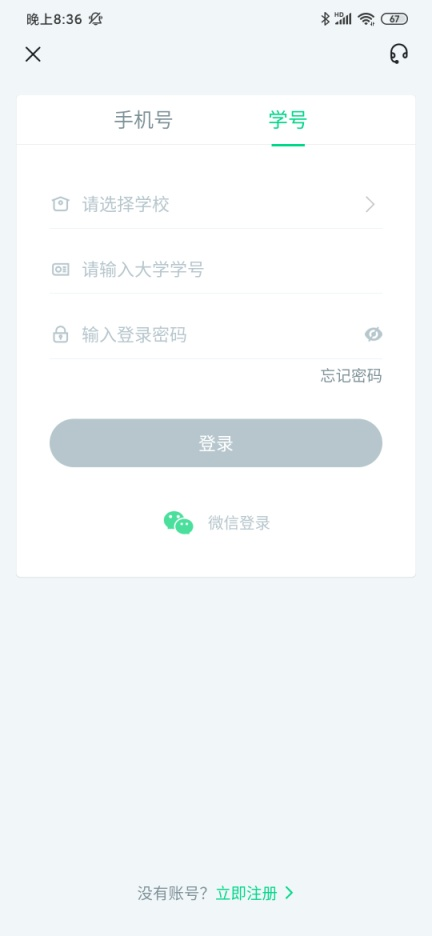 晚上8:36 HD 67
手机号 学号
请选择学校
请输入大学学号
输入登录密码
忘记密码
登录
微信登录
没有账号？立即注册